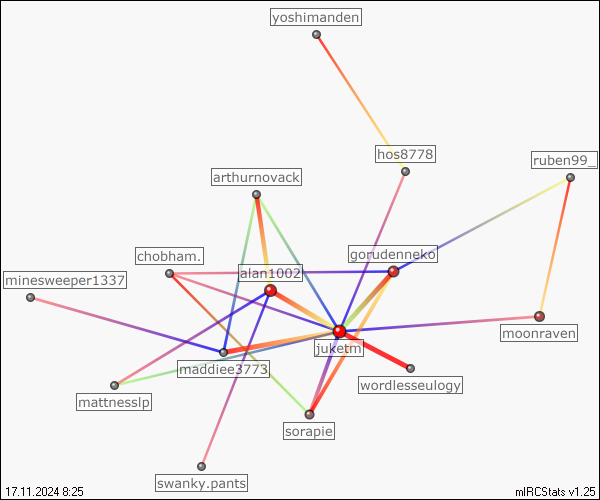 yoshimanden
hos8778
ruben99_
arthurnovack
chobham.
gorudenneko
alan1002
minesweeper1337
moonraven
juketm
maddiee3773
wordlesseulogy
mattnesslp
sorapie
swanky.pants
17.11.2024 8:25
mIRCStats v1.25